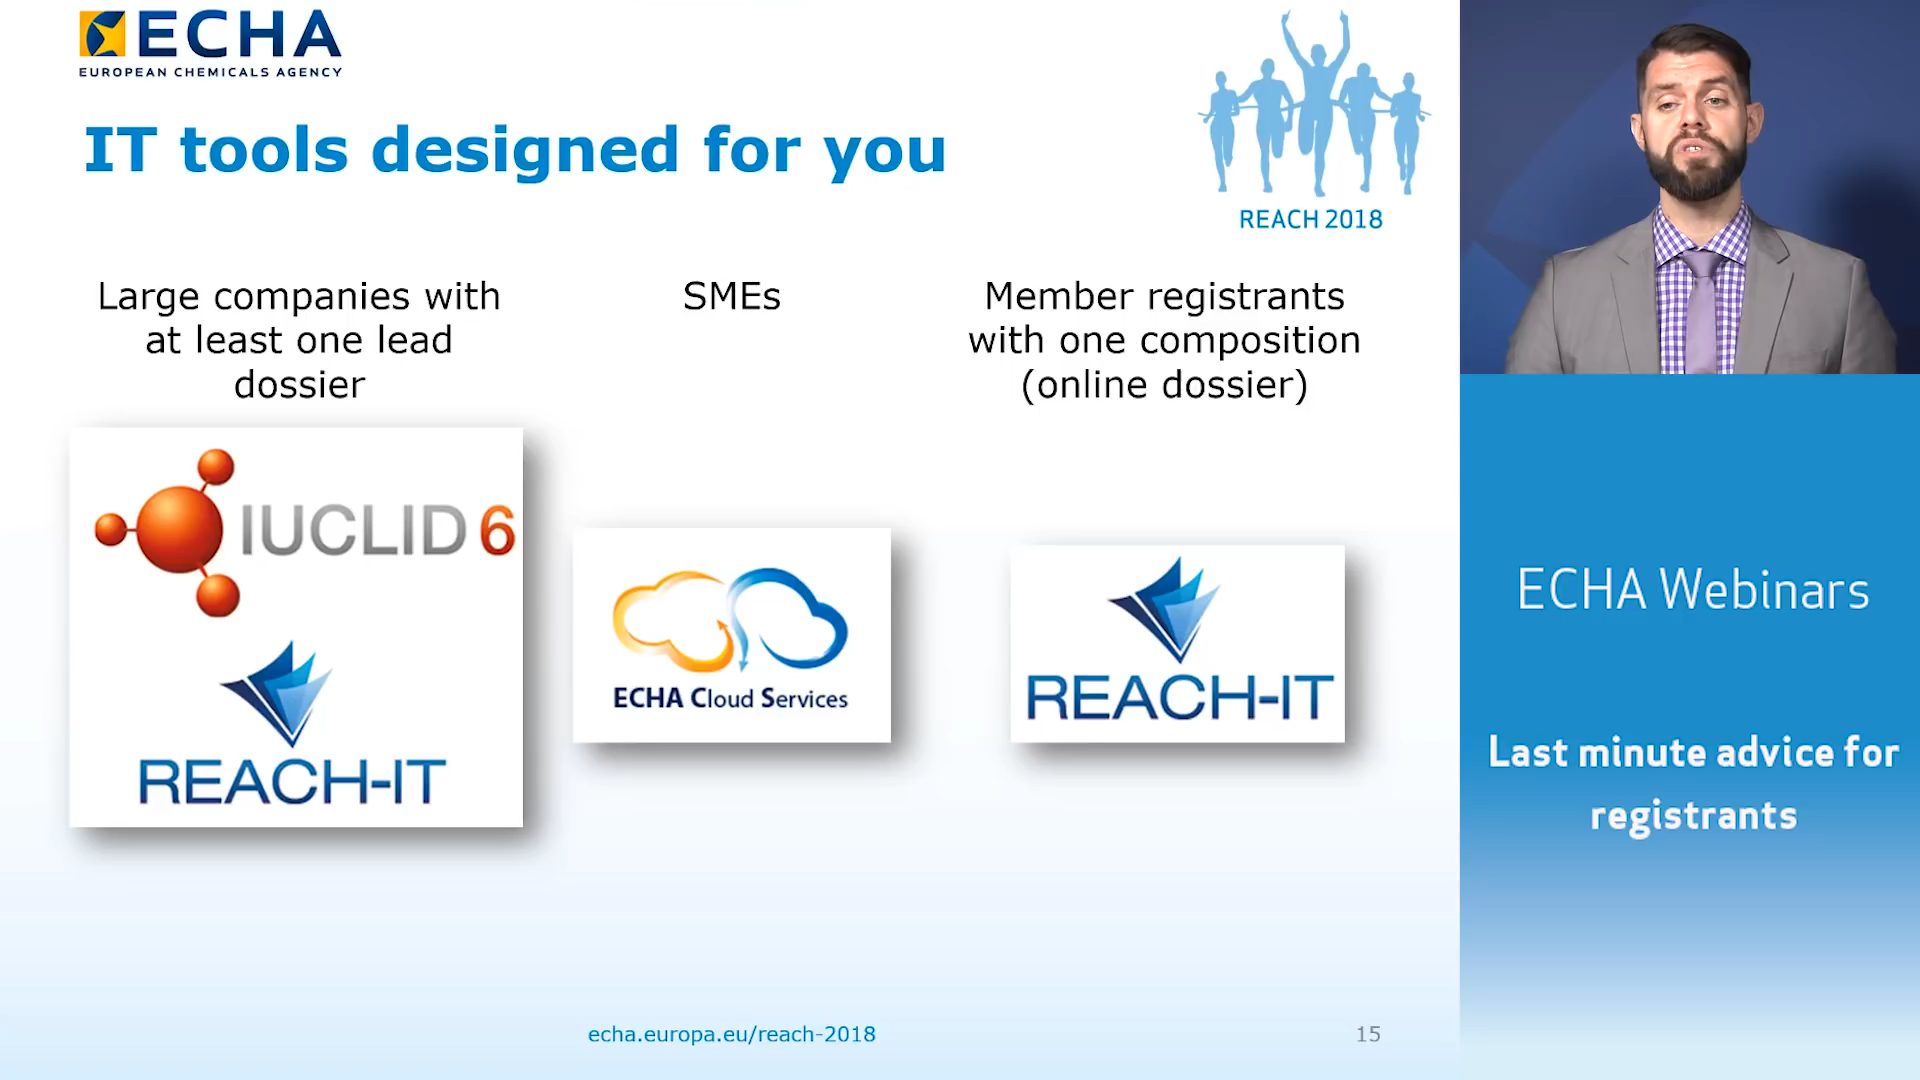 ECHA
EUROPEAN CHEMICALS AGENCY
IT tools designed for you
REACH 2018
Large companies with
at least one lead
dossier
SMEs
Member registrants
with one composition
(online dossier)
IUCLID 6
REACH-IT
ECHA Cloud Services
REACH-IT
echa.europa.eu/reach-2018
15
ECHA Webinars
Last minute advice for
registrants